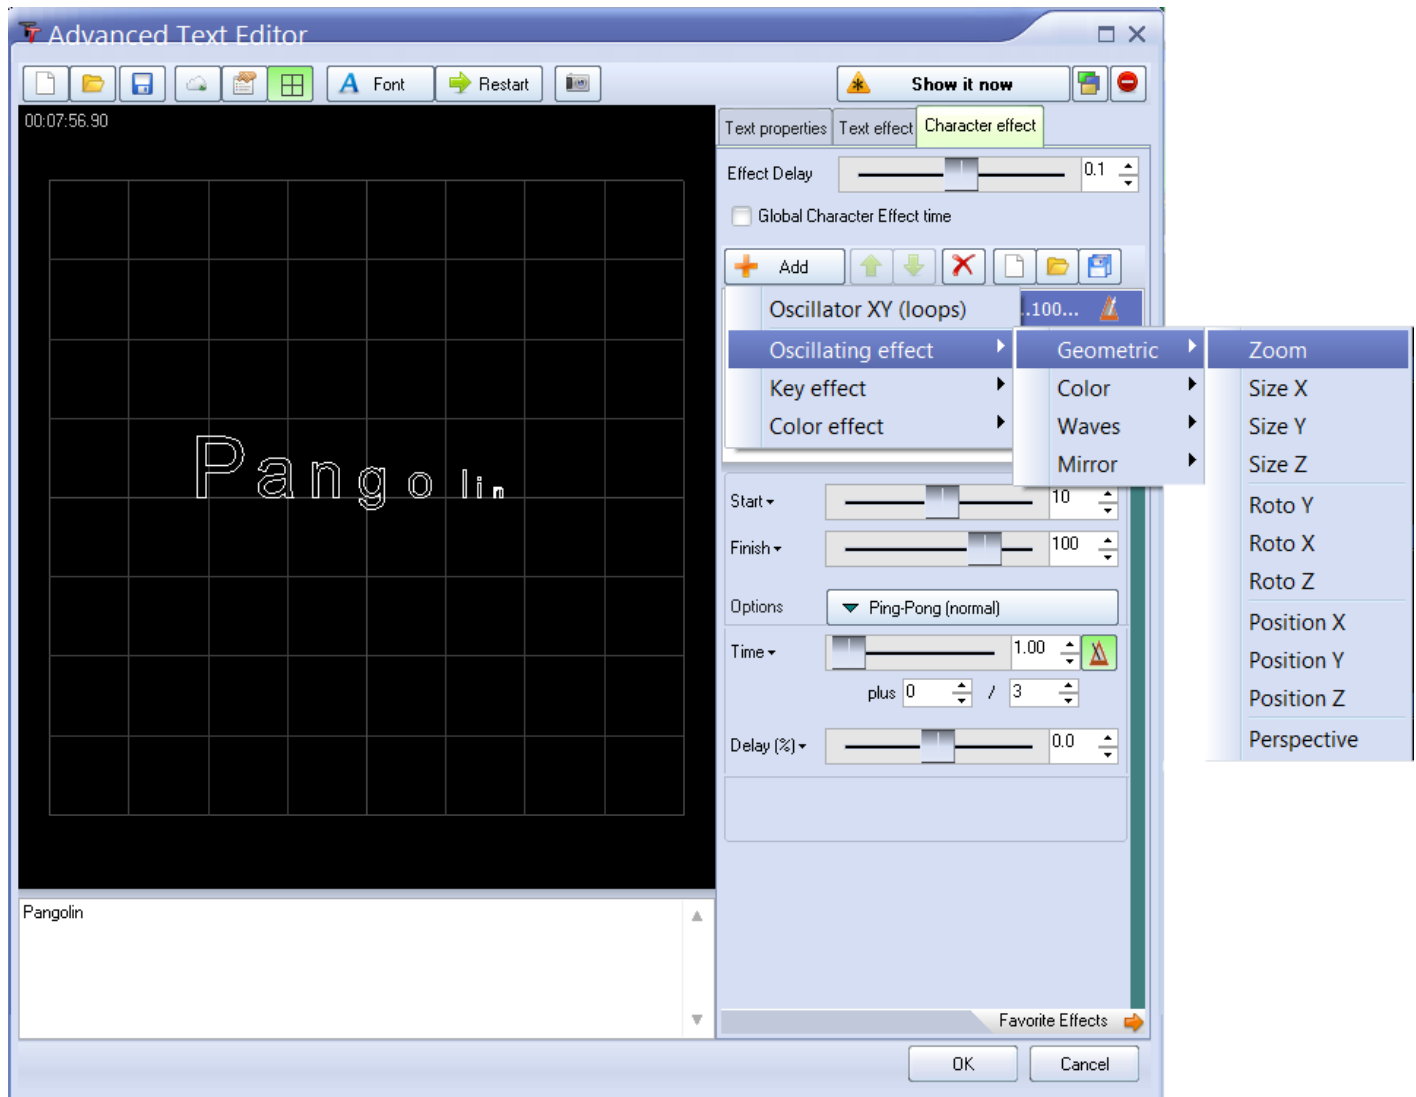 Advanced Text Editor
Font
Restart
Show it now
00:07:56.90
Text properties
Text effect
Character effect
Effect Delay
0.1
Global Character Effect time
Add
Oscillator XY (loops)
..100...
Oscillating effect
Geometric
Zoom
Key effect
Color
Size X
Color effect
Waves
Size Y
Mirror
Size Z
Roto Y
Roto X
Roto Z
Position X
Position Y
Position Z
Perspective
Pangolin
Start
10
Finish
100
Options
Ping-Pong (normal)
Time
1.00
plus 0 / 3
Delay (%)
0.0
Pangolin
Favorite Effects
OK
Cancel